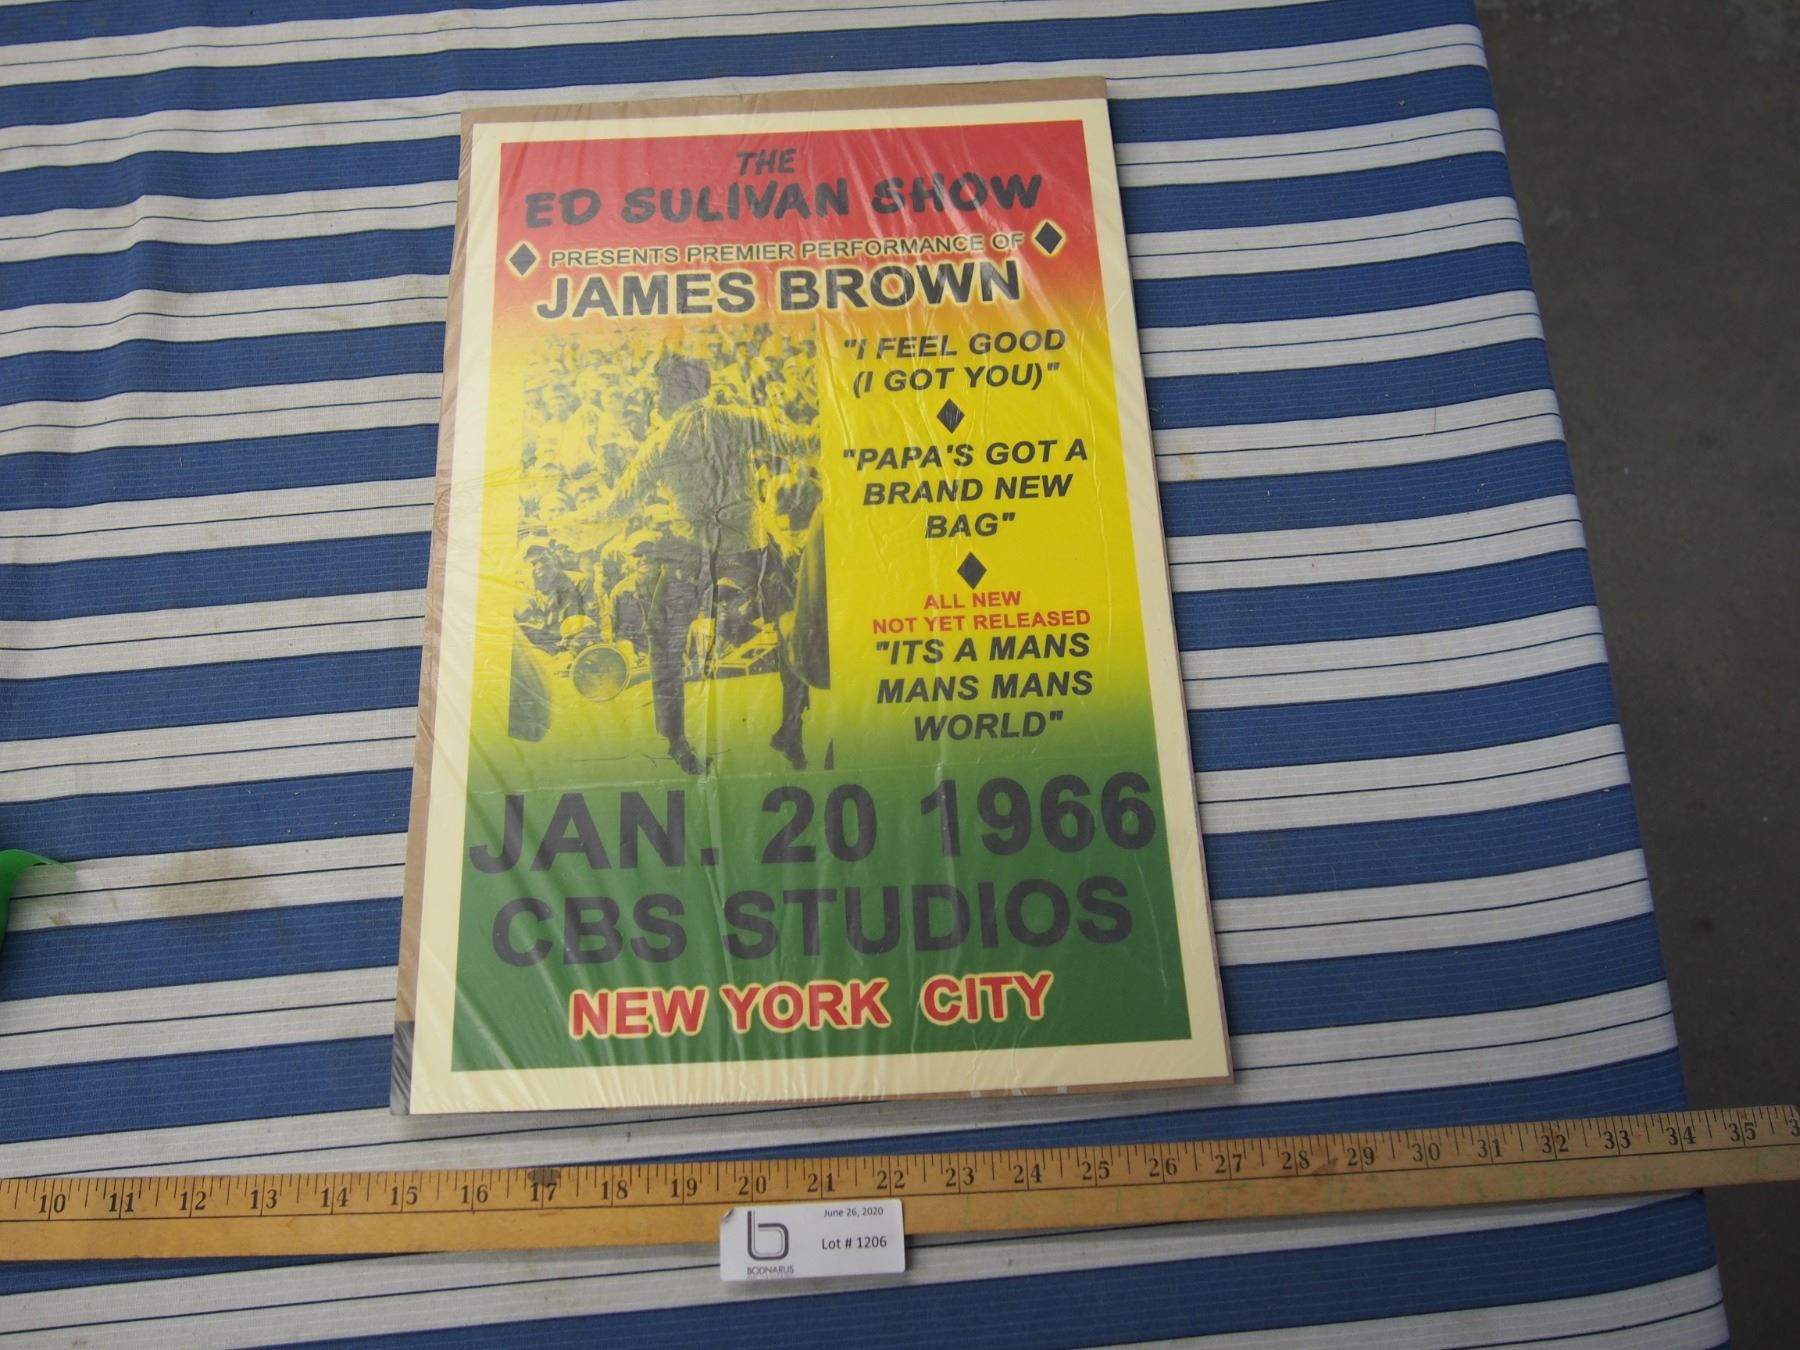 THE
ED SULIVAN SHOW
PRESENTS PREMIER PERFORMANCE OF
JAMES BROWN
"I FEEL GOOD
(I GOT YOU)"
"PAPA'S GOT A
BRAND NEW
BAG"
ALL NEW
NOT YET RELEASED
"ITS A MANS
MANS MANS
WORLD"
JAN. 20 1966
CBS STUDIOS
NEW YORK CITY
10 11 12 13 14 15 16 17 18 19 20 21 22 23 24 25 26 27 28 29 30 31 32 33 34 35 3
June 26, 2020
Lot # 1206
b
BODNARUS